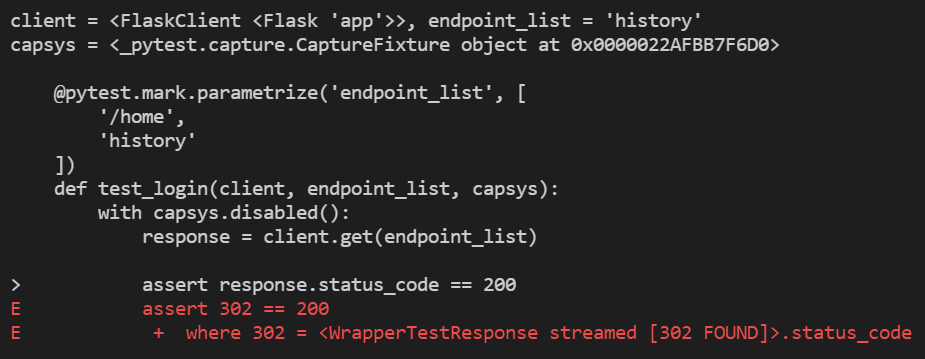 client = <FlaskClient <Flask 'app'>>, endpoint_list = 'history'
capsys = <_pytest.capture.CaptureFixture object at 0x0000022AFBB7F6D0>
@pytest.mark.parametrize('endpoint_list', [
'/home',
'history'
])
def test_login(client, endpoint_list, capsys):
with capsys.disabled():
response = client.get(endpoint_list)
> assert response.status_code == 200
E assert 302 == 200
E + where 302 = <WrapperTestResponse streamed [302 FOUND]>.status_code